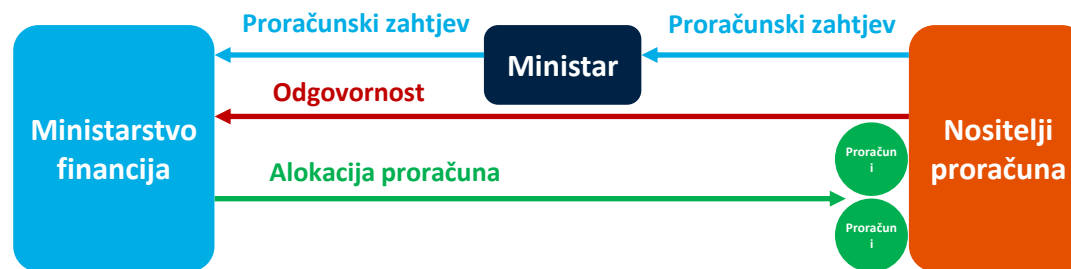 Proračunski zahtjev
Proračunski zahtjev
Ministar
Odgovornost
Ministarstvo
financija
Nositelji
proračuna
Proračun
i
Alokacija proračuna
Proračun
i